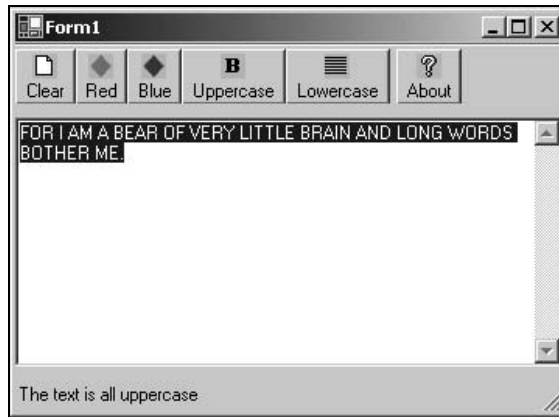 Form1
Clear Red Blue Uppercase Lowercase About
FOR I AM A BEAR OF VERY LITTLE BRAIN AND LONG WORDS
BOTHER ME.
The text is all uppercase